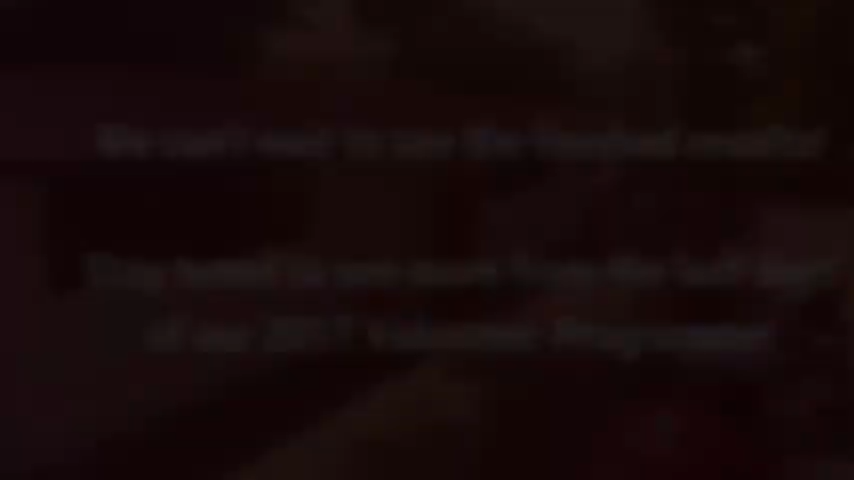 We can't wait to see the finished results!
Stay tuned to see more from the last days
of our 2017 Volunteer Programme!